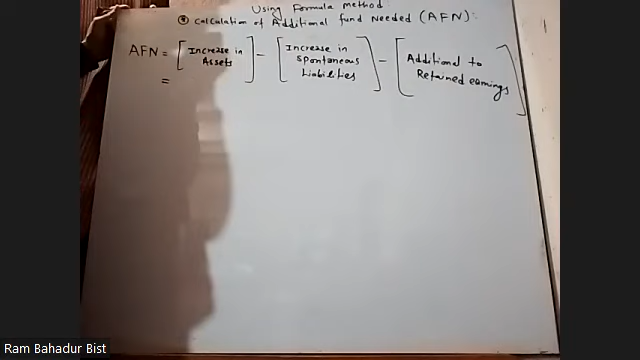 Using Formula method
* Calculation of Additional fund Needed (AFN):
AFN = [Increase in Assets] - [Increase in Spontaneous Liabilities] - [Additional to Retained earnings]
=
Ram Bahadur Bist